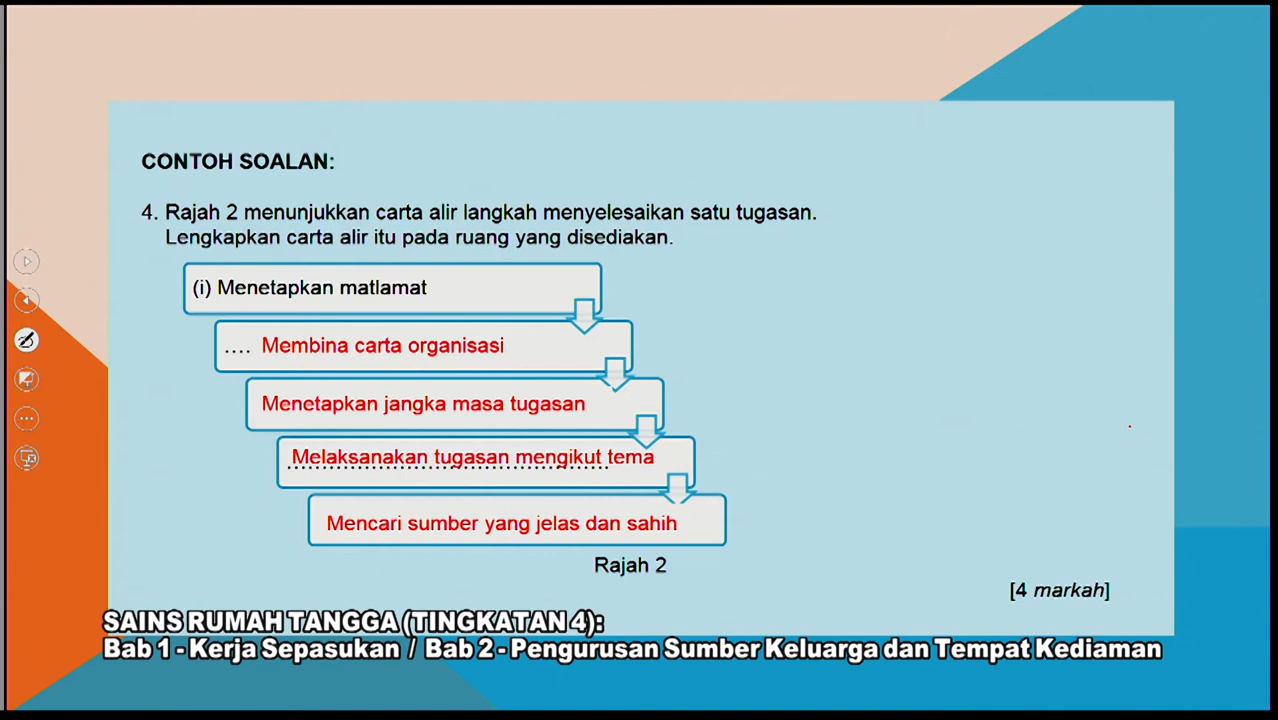 CONTOH SOALAN:
4. Rajah 2 menunjukkan carta alir langkah menyelesaikan satu tugasan.
Lengkapkan carta alir itu pada ruang yang disediakan.
(i) Menetapkan matlamat
.... Membina carta organisasi
Menetapkan jangka masa tugasan
Melaksanakan tugasan mengikut tema
Mencari sumber yang jelas dan sahih
Rajah 2
[4 markah]
SAINS RUMAH TANGGA (TINGKATAN 4):
Bab 1 - Kerja Sepasukan / Bab 2 - Pengurusan Sumber Keluarga dan Tempat Kediaman